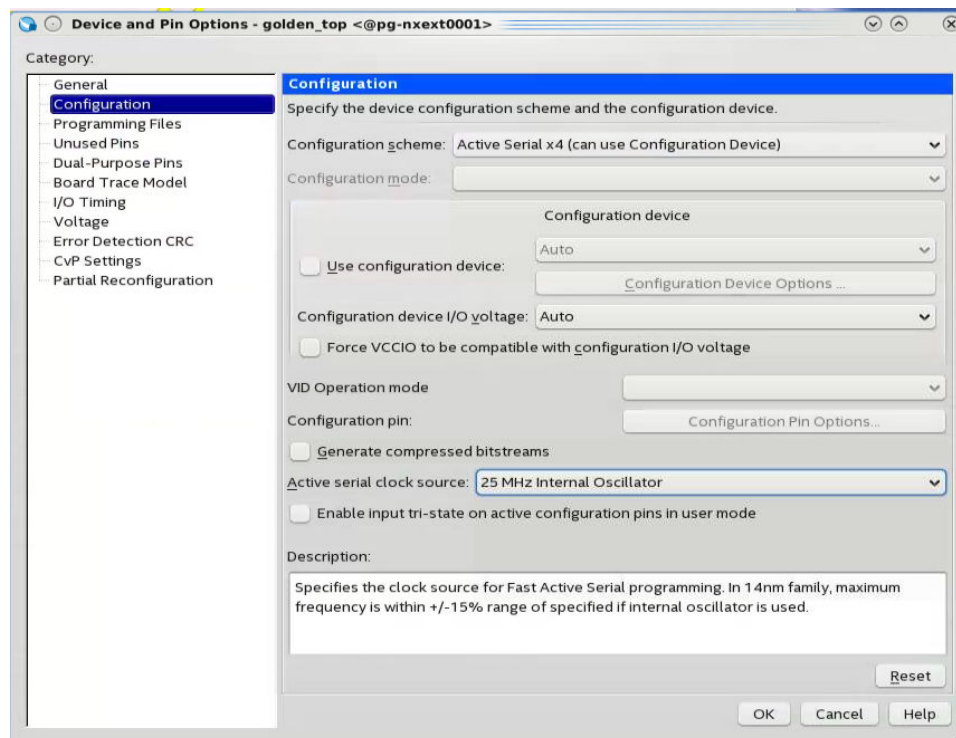 Device and Pin Options - golden_top <@pg-nxext0001>
Category:
General
Configuration
Programming Files
Unused Pins
Dual-Purpose Pins
Board Trace Model
I/O Timing
Voltage
Error Detection CRC
CvP Settings
Partial Reconfiguration
Configuration
Specify the device configuration scheme and the configuration device.
Configuration scheme: Active Serial x4 (can use Configuration Device)
Configuration mode:
Configuration device
Auto
Use configuration device:
Configuration Device Options ...
Configuration device I/O voltage: Auto
Force VCCIO to be compatible with configuration I/O voltage
VID Operation mode
Configuration pin: Configuration Pin Options...
Generate compressed bitstreams
Active serial clock source: 25 MHz Internal Oscillator
Enable input tri-state on active configuration pins in user mode
Description:
Specifies the clock source for Fast Active Serial programming. In 14nm family, maximum
frequency is within +/-15% range of specified if internal oscillator is used.
Reset
OK Cancel Help